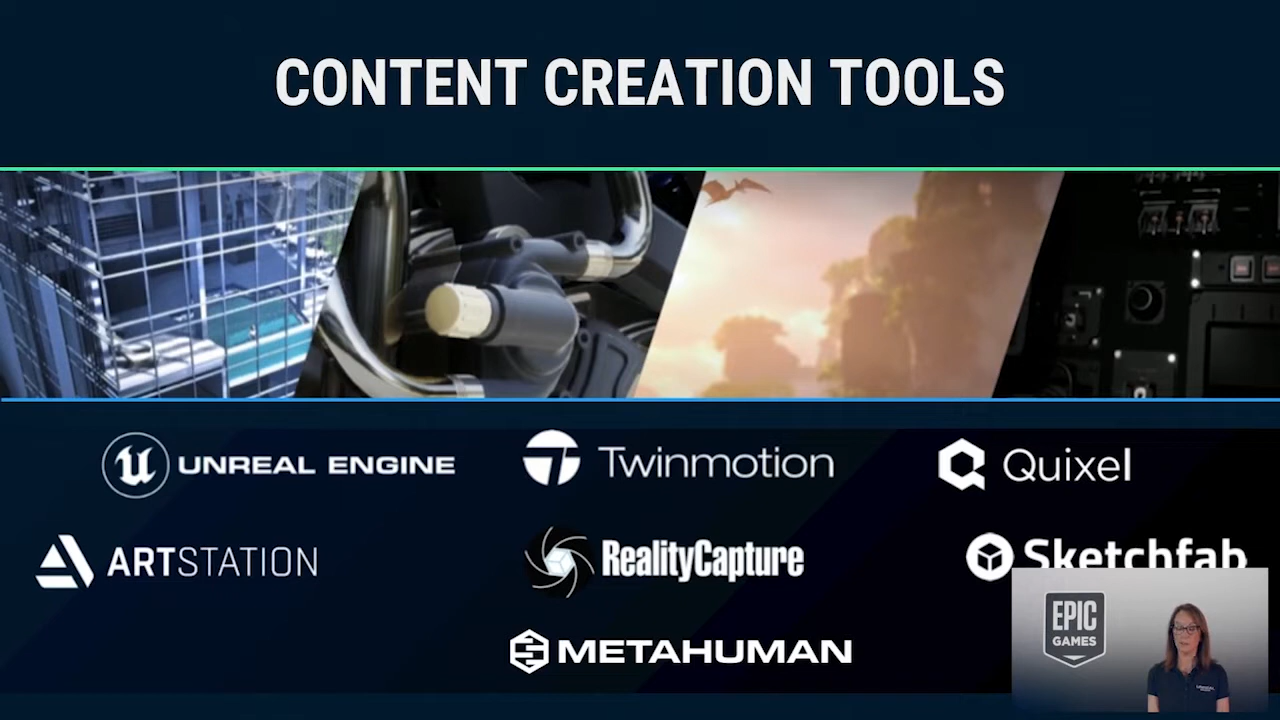 CONTENT CREATION TOOLS
UNREAL ENGINE
Twinmotion
Quixel
ARTSTATION
RealityCapture
Sketchfab
METAHUMAN
EPIC
GAMES